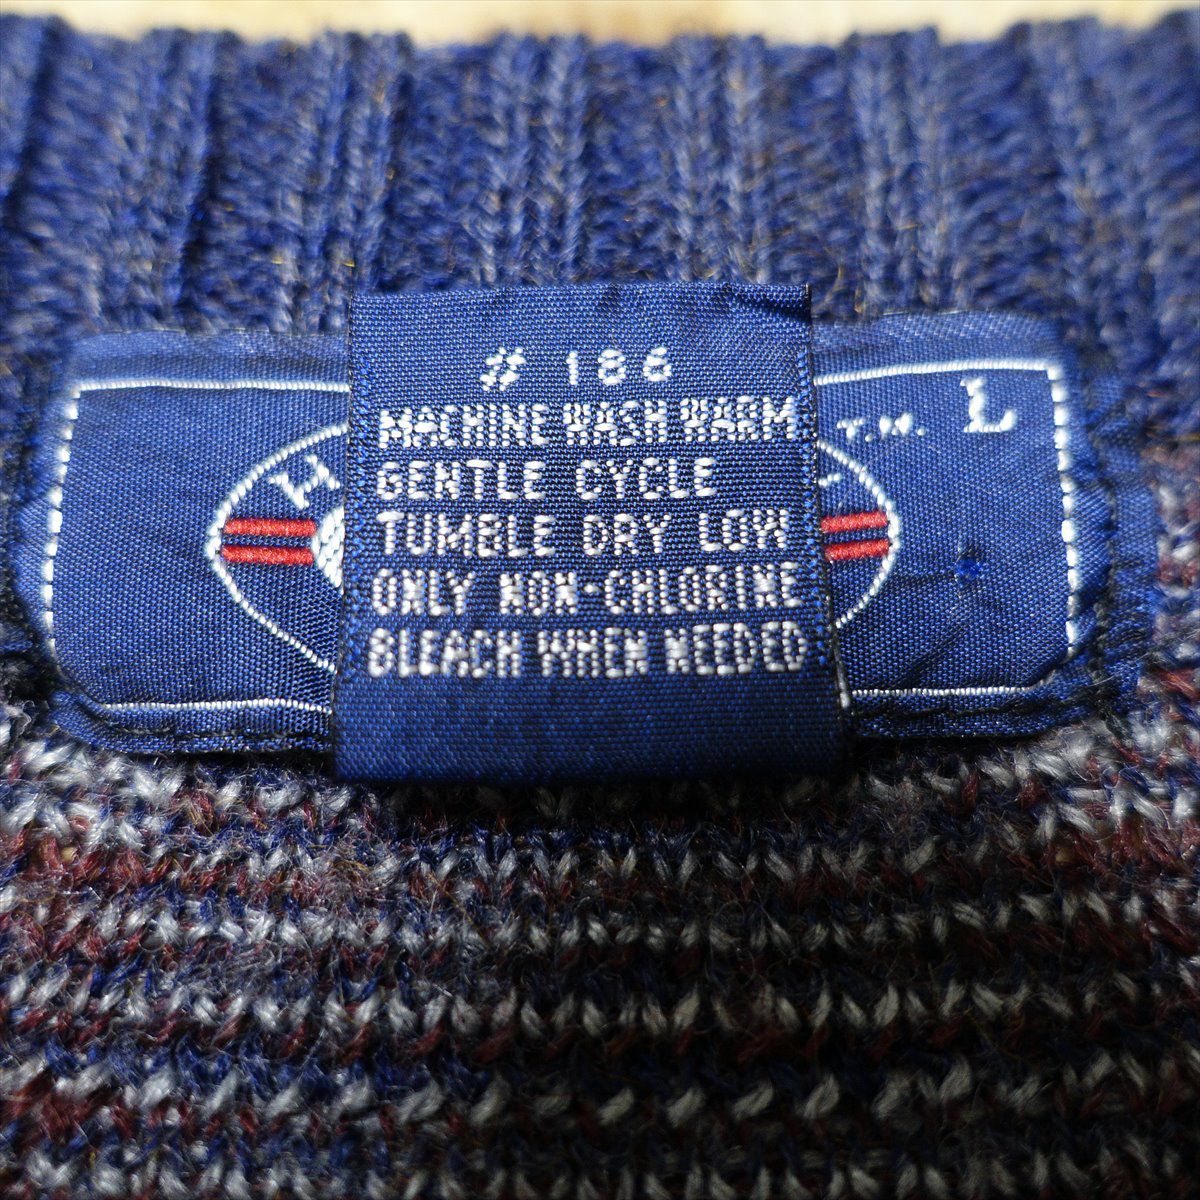 # 186
MACHINE WASH WARM
GENTLE CYCLE
TUMBLE DRY LOW
ONLY NON-CHLORINE
BLEACH WHEN NEEDED
T.M. L